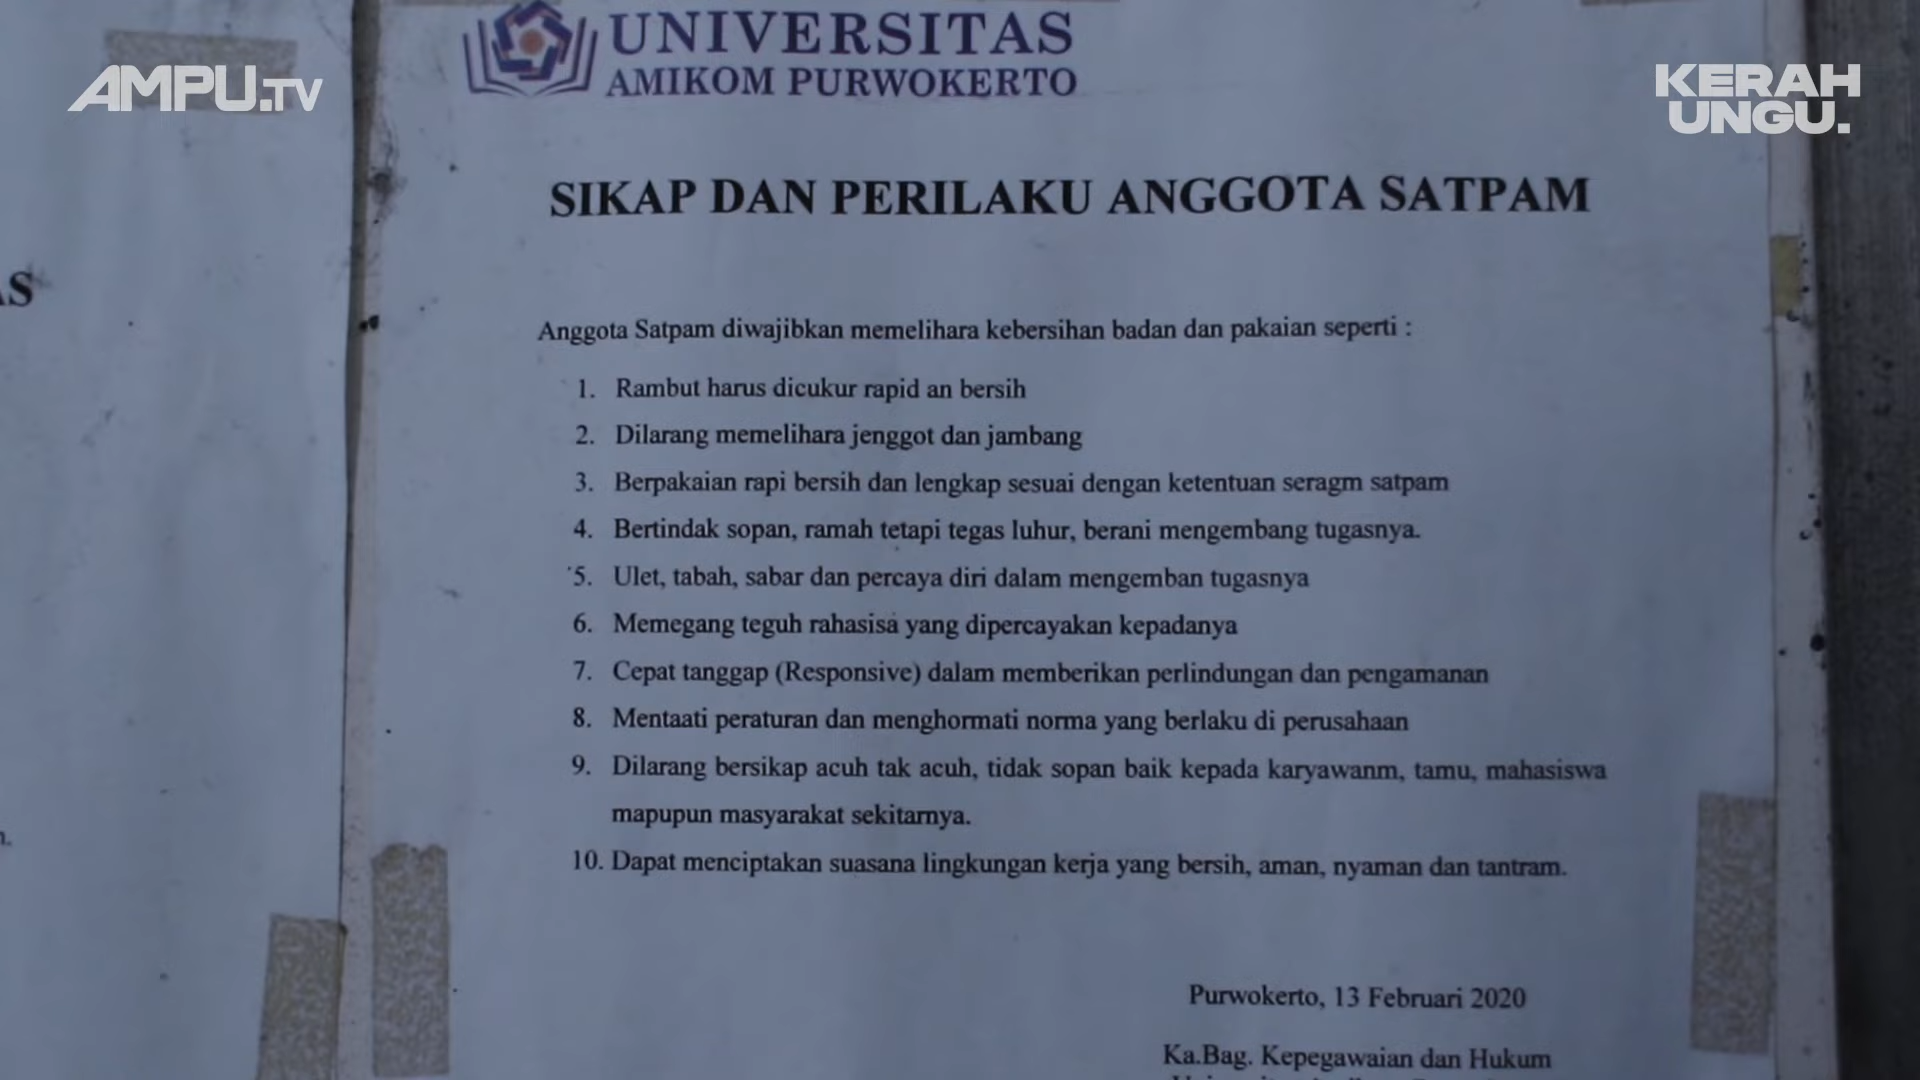 AMPU.TV
KERAH
UNGU.
UNIVERSITAS
AMIKOM PURWOKERTO
SIKAP DAN PERILAKU ANGGOTA SATPAM
Anggota Satpam diwajibkan memelihara kebersihan badan dan pakaian seperti :
1. Rambut harus dicukur rapid an bersih
2. Dilarang memelihara jenggot dan jambang
3. Berpakaian rapi bersih dan lengkap sesuai dengan ketentuan seragm satpam
4. Bertindak sopan, ramah tetapi tegas luhur, berani mengembang tugasnya.
5. Ulet, tabah, sabar dan percaya diri dalam mengemban tugasnya
6. Memegang teguh rahasisa yang dipercayakan kepadanya
7. Cepat tanggap (Responsive) dalam memberikan perlindungan dan pengamanan
8. Mentaati peraturan dan menghormati norma yang berlaku di perusahaan
9. Dilarang bersikap acuh tak acuh, tidak sopan baik kepada karyawanm, tamu, mahasiswa
mapupun masyarakat sekitarnya.
10. Dapat menciptakan suasana lingkungan kerja yang bersih, aman, nyaman dan tantram.
Purwokerto, 13 Februari 2020
Ka.Bag. Kepegawaian dan Hukum